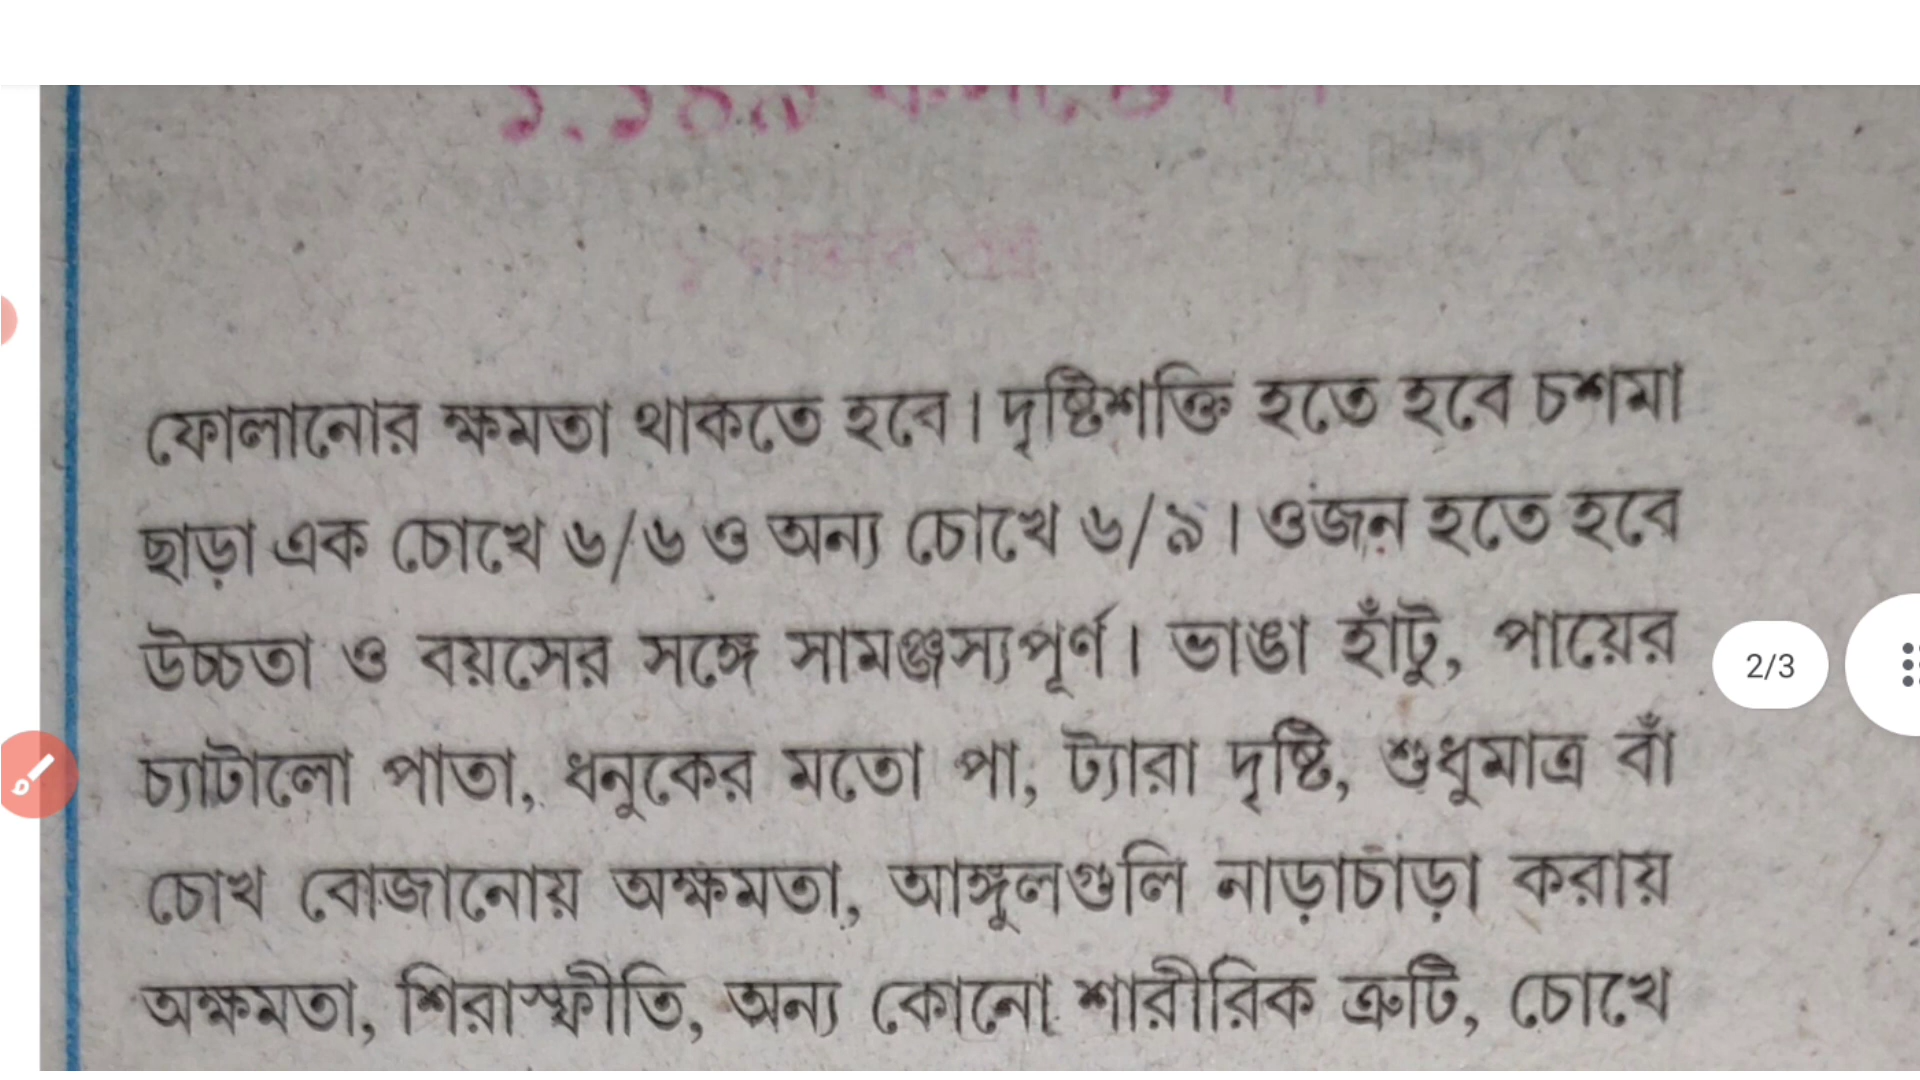 ফোলানোর ক্ষমতা থাকতে হবে। দৃষ্টিশক্তি হতে হবে চশমা
ছাড়া এক চোখে ৬/৬ ও অন্য চোখে ৬/৯। ওজন হতে হবে
উচ্চতা ও বয়সের সঙ্গে সামঞ্জস্যপূর্ণ। ভাঙা হাঁটু, পায়ের
2/3
চ্যাটালো পাতা, ধনুকের মতো পা, ট্যারা দৃষ্টি, শুধুমাত্র বাঁ
চোখ বোজানোয় অক্ষমতা, আঙ্গুলগুলি নাড়াচাড়া করায়
অক্ষমতা, শিরাস্ফীতি, অন্য কোনো শারীরিক ত্রুটি, চোখে